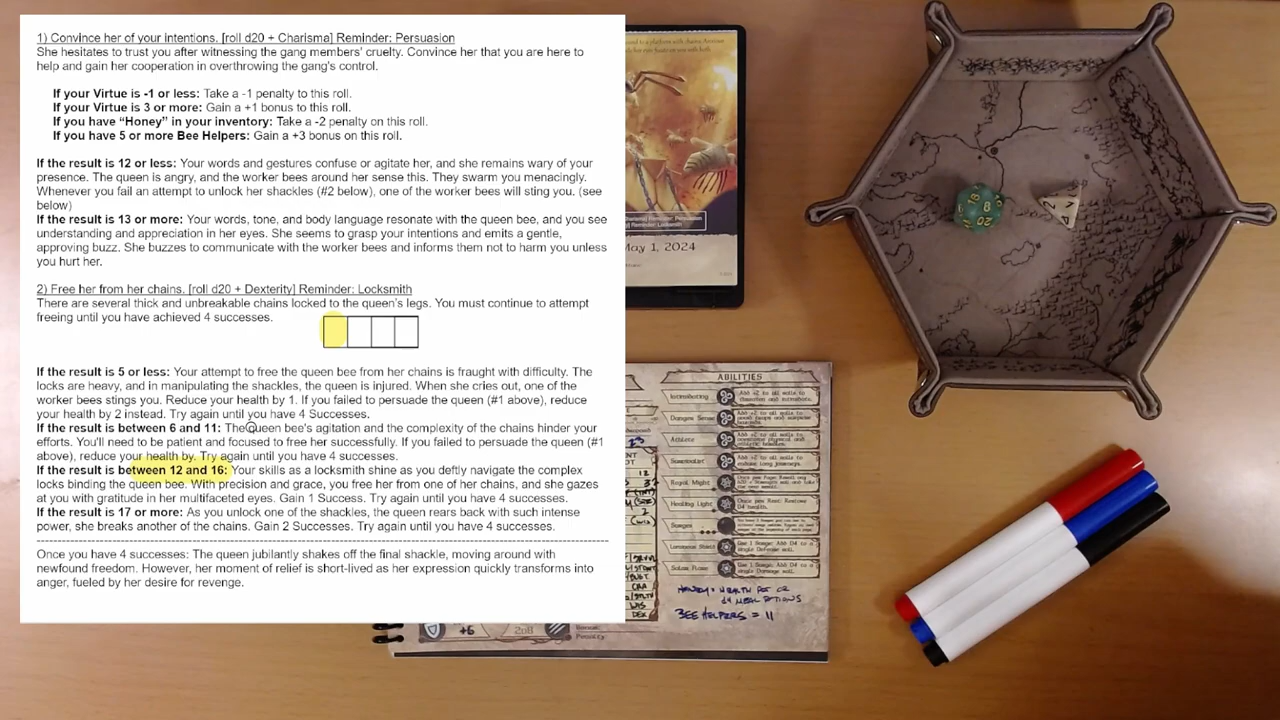 1) Convince her of your intentions. [roll d20 + Charisma] Reminder: Persuasion
She hesitates to trust you after witnessing the gang members' cruelty. Convince her that you are here to
help and gain her cooperation in overthrowing the gang's control.
If your Virtue is -1 or less: Take a -1 penalty to this roll.
If your Virtue is 3 or more: Gain a +1 bonus to this roll.
If you have "Honey" in your inventory: Take a -2 penalty on this roll.
If you have 5 or more Bee Helpers: Gain a +3 bonus on this roll.
If the result is 12 or less: Your words and gestures confuse or agitate her, and she remains wary of your
presence. The queen is angry, and the worker bees around her sense this. They swarm you menacingly.
Whenever you fail an attempt to unlock her shackles (#2 below), one of the worker bees will sting you. (see
below)
If the result is 13 or more: Your words, tone, and body language resonate with the queen bee, and you see
understanding and appreciation in her eyes. She seems to grasp your intentions and emits a gentle,
approving buzz. She buzzes to communicate with the worker bees and informs them not to harm you unless
you hurt her.
2) Free her from her chains. [roll d20 + Dexterity] Reminder: Locksmith
There are several thick and unbreakable chains locked to the queen's legs. You must continue to attempt
freeing until you have achieved 4 successes.
If the result is 5 or less: Your attempt to free the queen bee from her chains is fraught with difficulty. The
locks are heavy, and in manipulating the shackles, the queen is injured. When she cries out, one of the
worker bees stings you. Reduce your health by 1. If you failed to persuade the queen (#1 above), reduce
your health by 2 instead. Try again until you have 4 Successes.
If the result is between 6 and 11: The Queen bee's agitation and the complexity of the chains hinder your
efforts. You'll need to be patient and focused to free her successfully. If you failed to persuade the queen (#1
above), reduce your health by. Try again until you have 4 successes.
If the result is between 12 and 16: Your skills as a locksmith shine as you deftly navigate the complex
locks binding the queen bee. With precision and grace, you free her from one of her chains, and she gazes
in gratitude in her multifaceted eyes. Gain 1 Success. Try again until you have 4 successes.
If the result is 17 or more: As you unlock one of the shackles, the queen rears back with such intense
power, she breaks another of the chains. Gain 2 Successes. Try again until you have 4 successes.
Once you have 4 successes: The queen jubilantly shakes off the final shackle, moving around with
newfound freedom. However, her moment of relief is short-lived as her expression quickly transforms into
anger, fueled by her desire for revenge.
Reminder: Persuasion
Reminder: Locksmith
May 1, 2024
18
6
8
20
ABILITIES
Intimidating
Danger Sense
Athlete
Survivalist
Royal Might
Healing Light
Surges
Luminous Shield
Solar Flare
BEE HELPERS = 11
+6
2d8